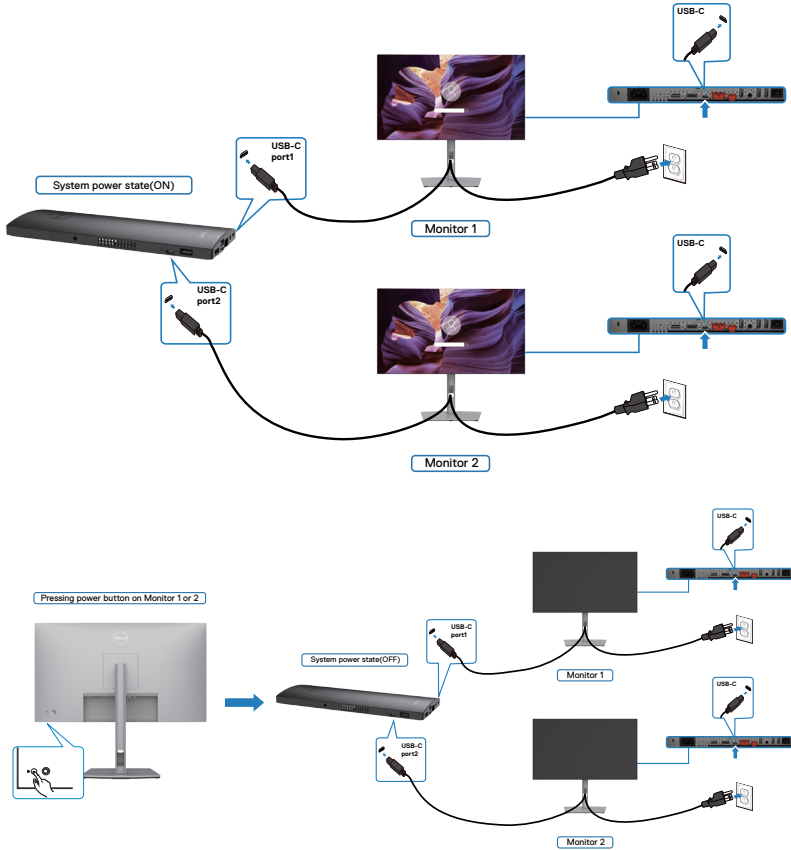 USB-C
USB-C
port1
System power state(ON)
Monitor 1
USB-C
USB-C
port2
Monitor 2
USB-C
Pressing power button on Monitor 1 or 2
USB-C
port1
System power state(OFF)
Monitor 1
USB-C
USB-C
port2
Monitor 2